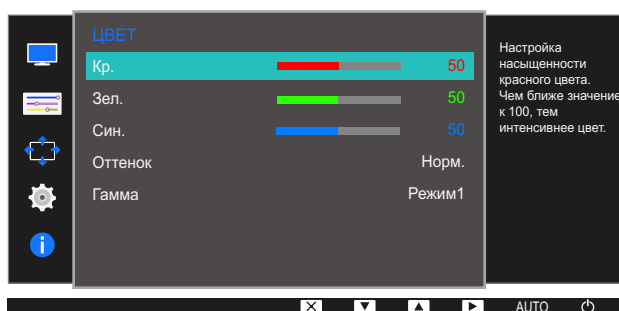 ЦВЕТ
Кр. 50
Зел. 50
Син. 50
Оттенок Норм.
Гамма Режим1
Настройка
насыщенности
красного цвета.
Чем ближе значение
к 100, тем
интенсивнее цвет.
AUTO